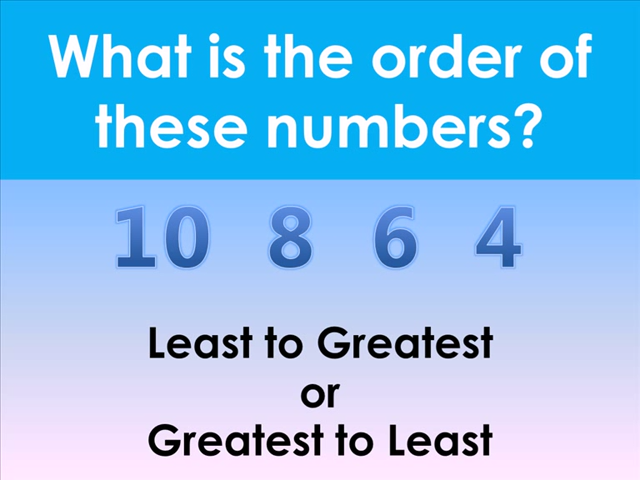 What is the order of
these numbers?
10 8 6 4
Least to Greatest
or
Greatest to Least